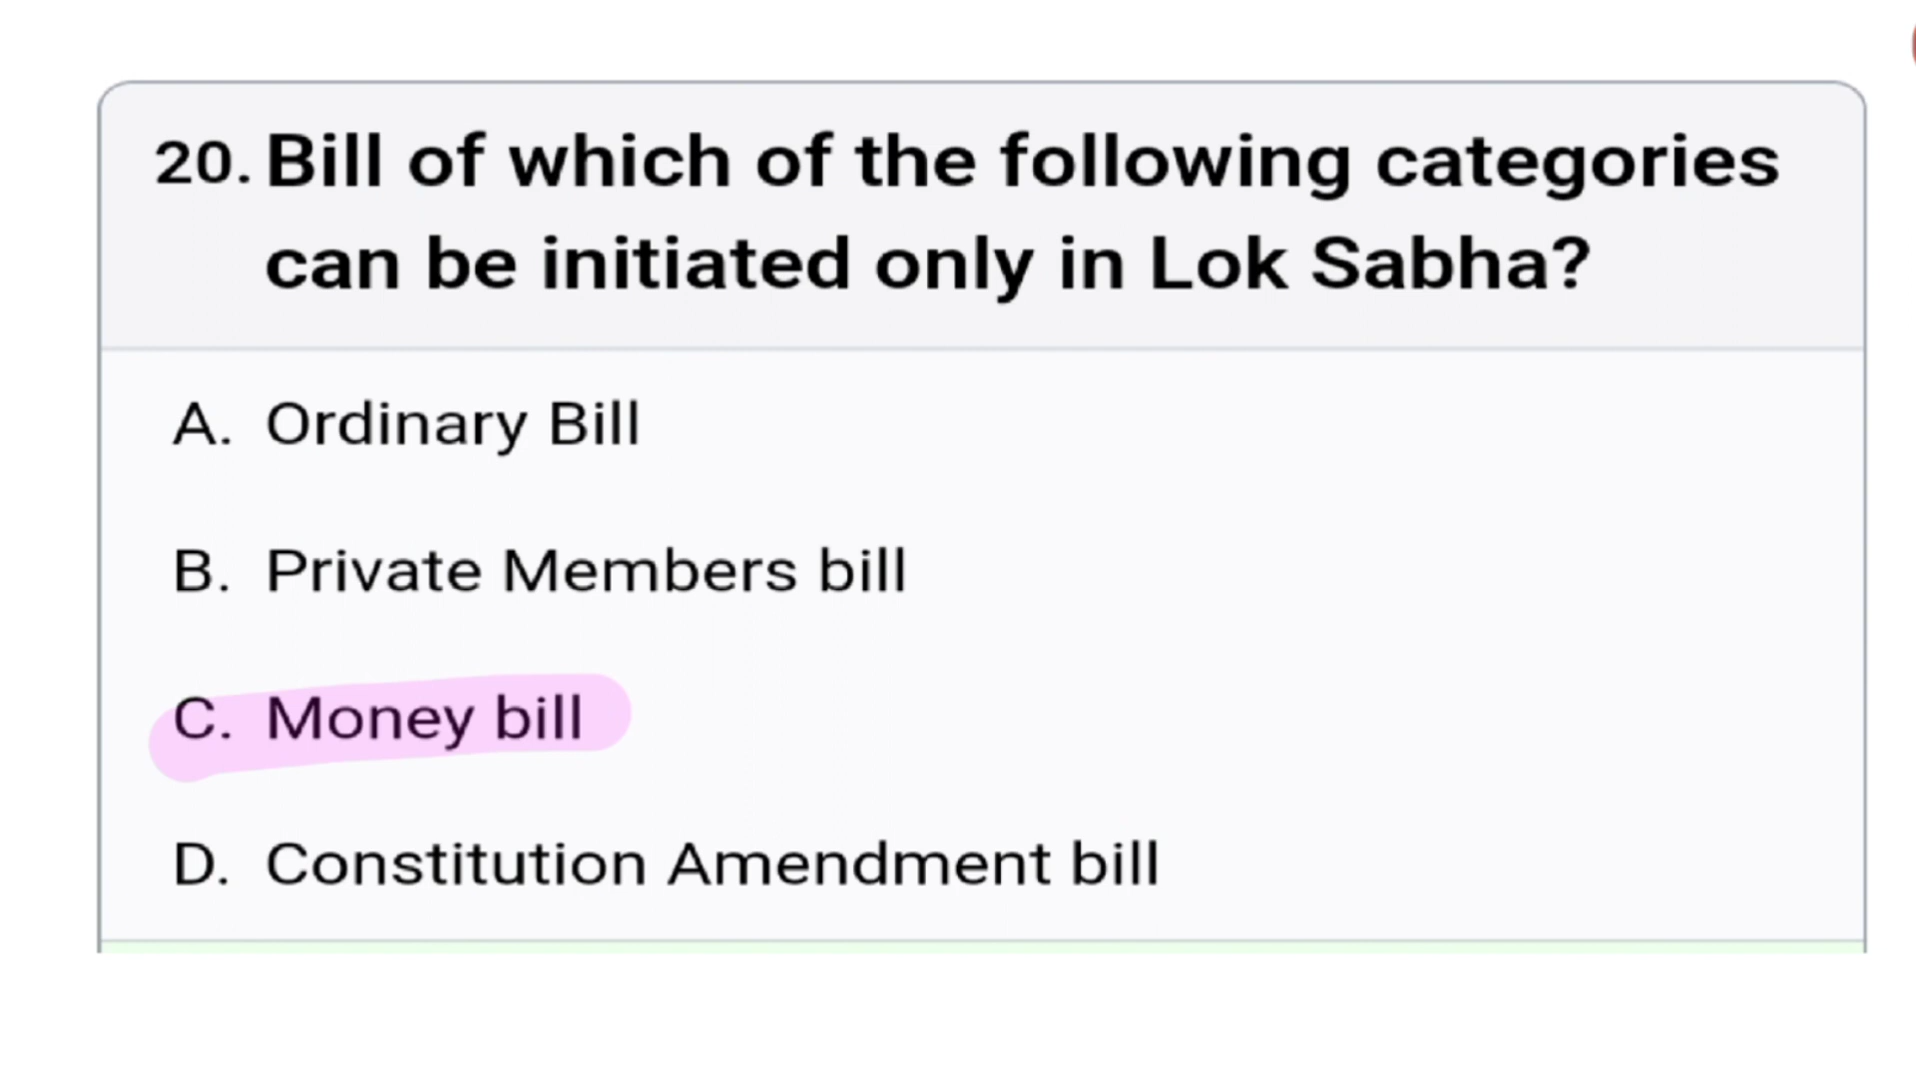 20. Bill of which of the following categories
can be initiated only in Lok Sabha?
A. Ordinary Bill
B. Private Members bill
C. Money bill
D. Constitution Amendment bill